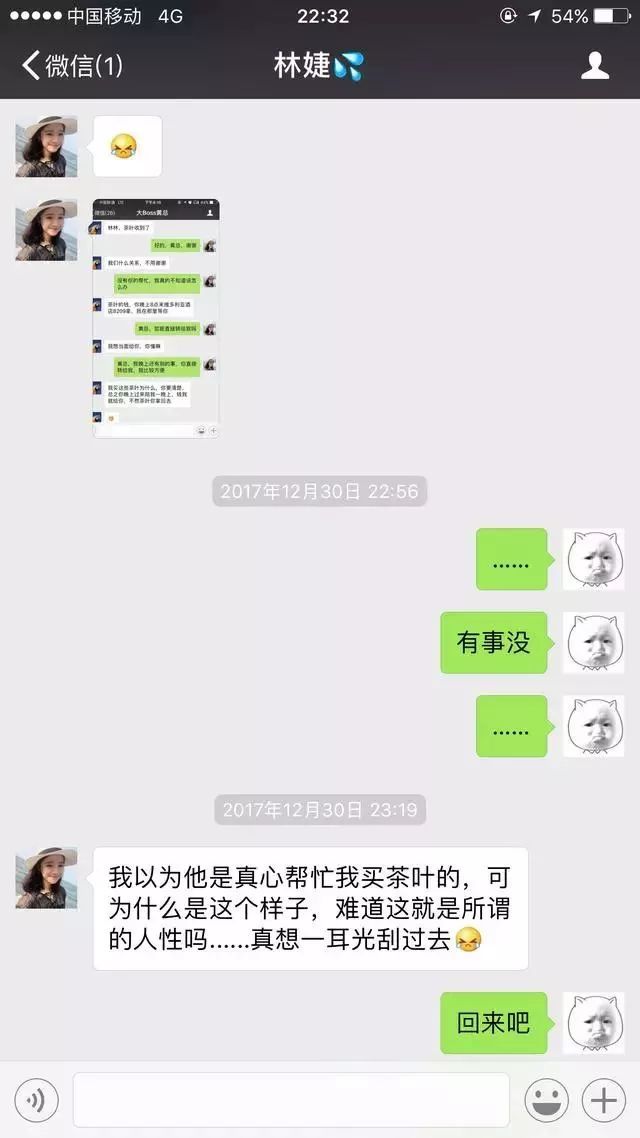 中国移动 4G 22:32 54%
微信(1) 林婕
大Boss黄总
林林，茶叶收到了
好的，黄总，谢谢
我们什么关系，不用谢谢
没有你的帮忙，我真的不知道该怎
么办
茶叶的钱，你晚上8点来维多利亚酒
店8209拿，我在那里等你
黄总，您能直接转给我吗
我想当面给你，你懂嘛
黄总，我晚上还有别的事，你直接
转给我，我比较方便
我买这些茶叶为什么，你要清楚，
总之你晚上过来陪我一晚上，钱我
就给你，不然茶叶你拿回去
2017年12月30日 22:56
......
有事没
......
2017年12月30日 23:19
我以为他是真心帮忙我买茶叶的，可
为什么是这个样子，难道这就是所谓
的人性吗......真想一耳光刮过去
回来吧